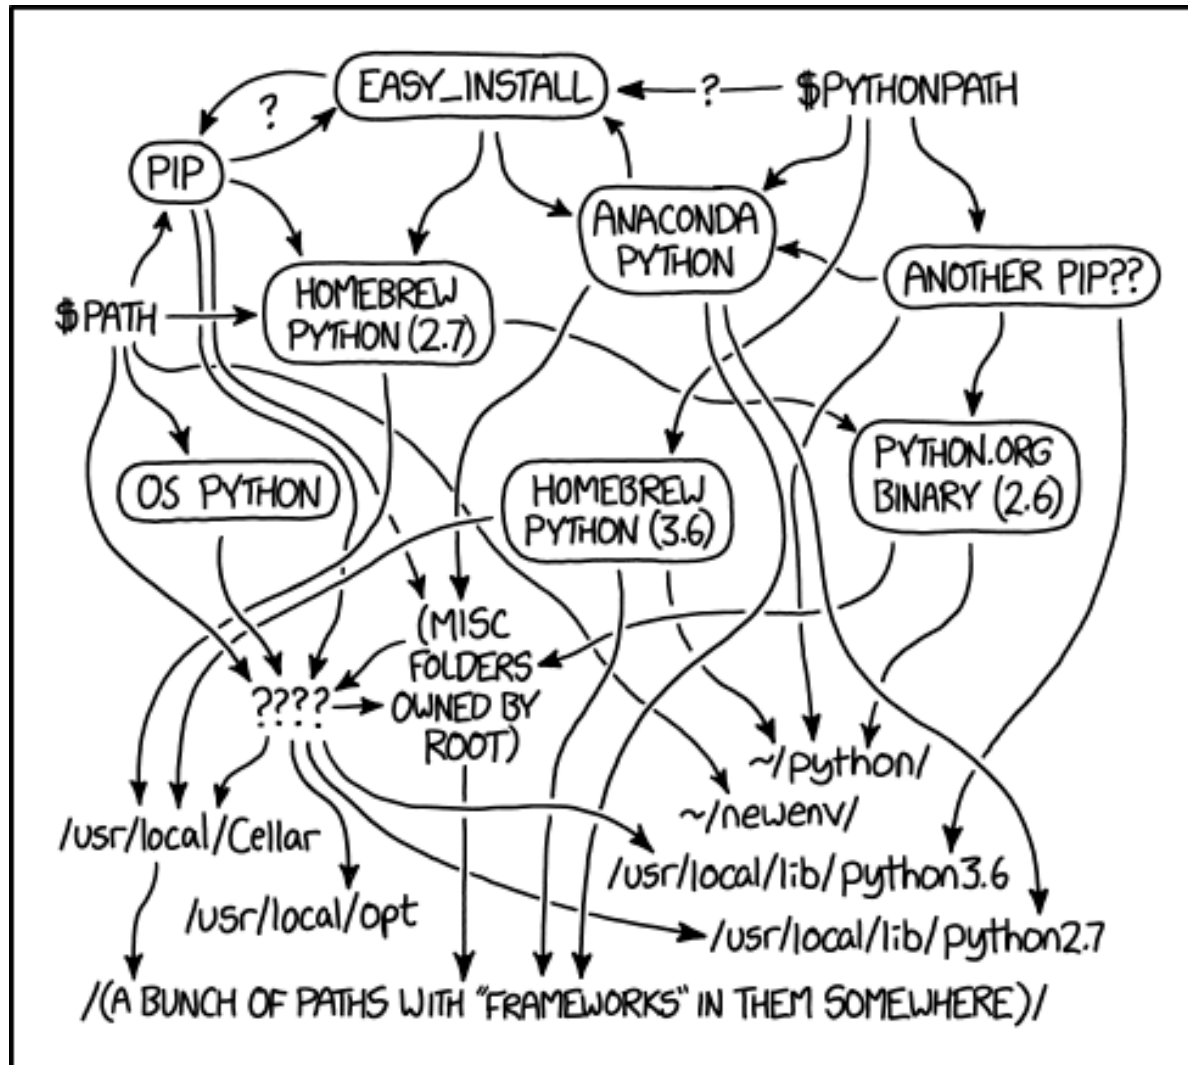 EASY_INSTALL
?
$PYTHONPATH
?
PIP
ANACONDA
PYTHON
ANOTHER PIP??
HOMEBREW
PYTHON (2.7)
$PATH
PYTHON.ORG
BINARY (2.6)
OS PYTHON
HOMEBREW
PYTHON (3.6)
(MISC
FOLDERS
OWNED BY
ROOT)
????
~/python/
~/newenv/
/usr/local/Cellar
/usr/local/lib/python3.6
/usr/local/opt
/usr/local/lib/python2.7
/(A BUNCH OF PATHS WITH "FRAMEWORKS" IN THEM SOMEWHERE)/